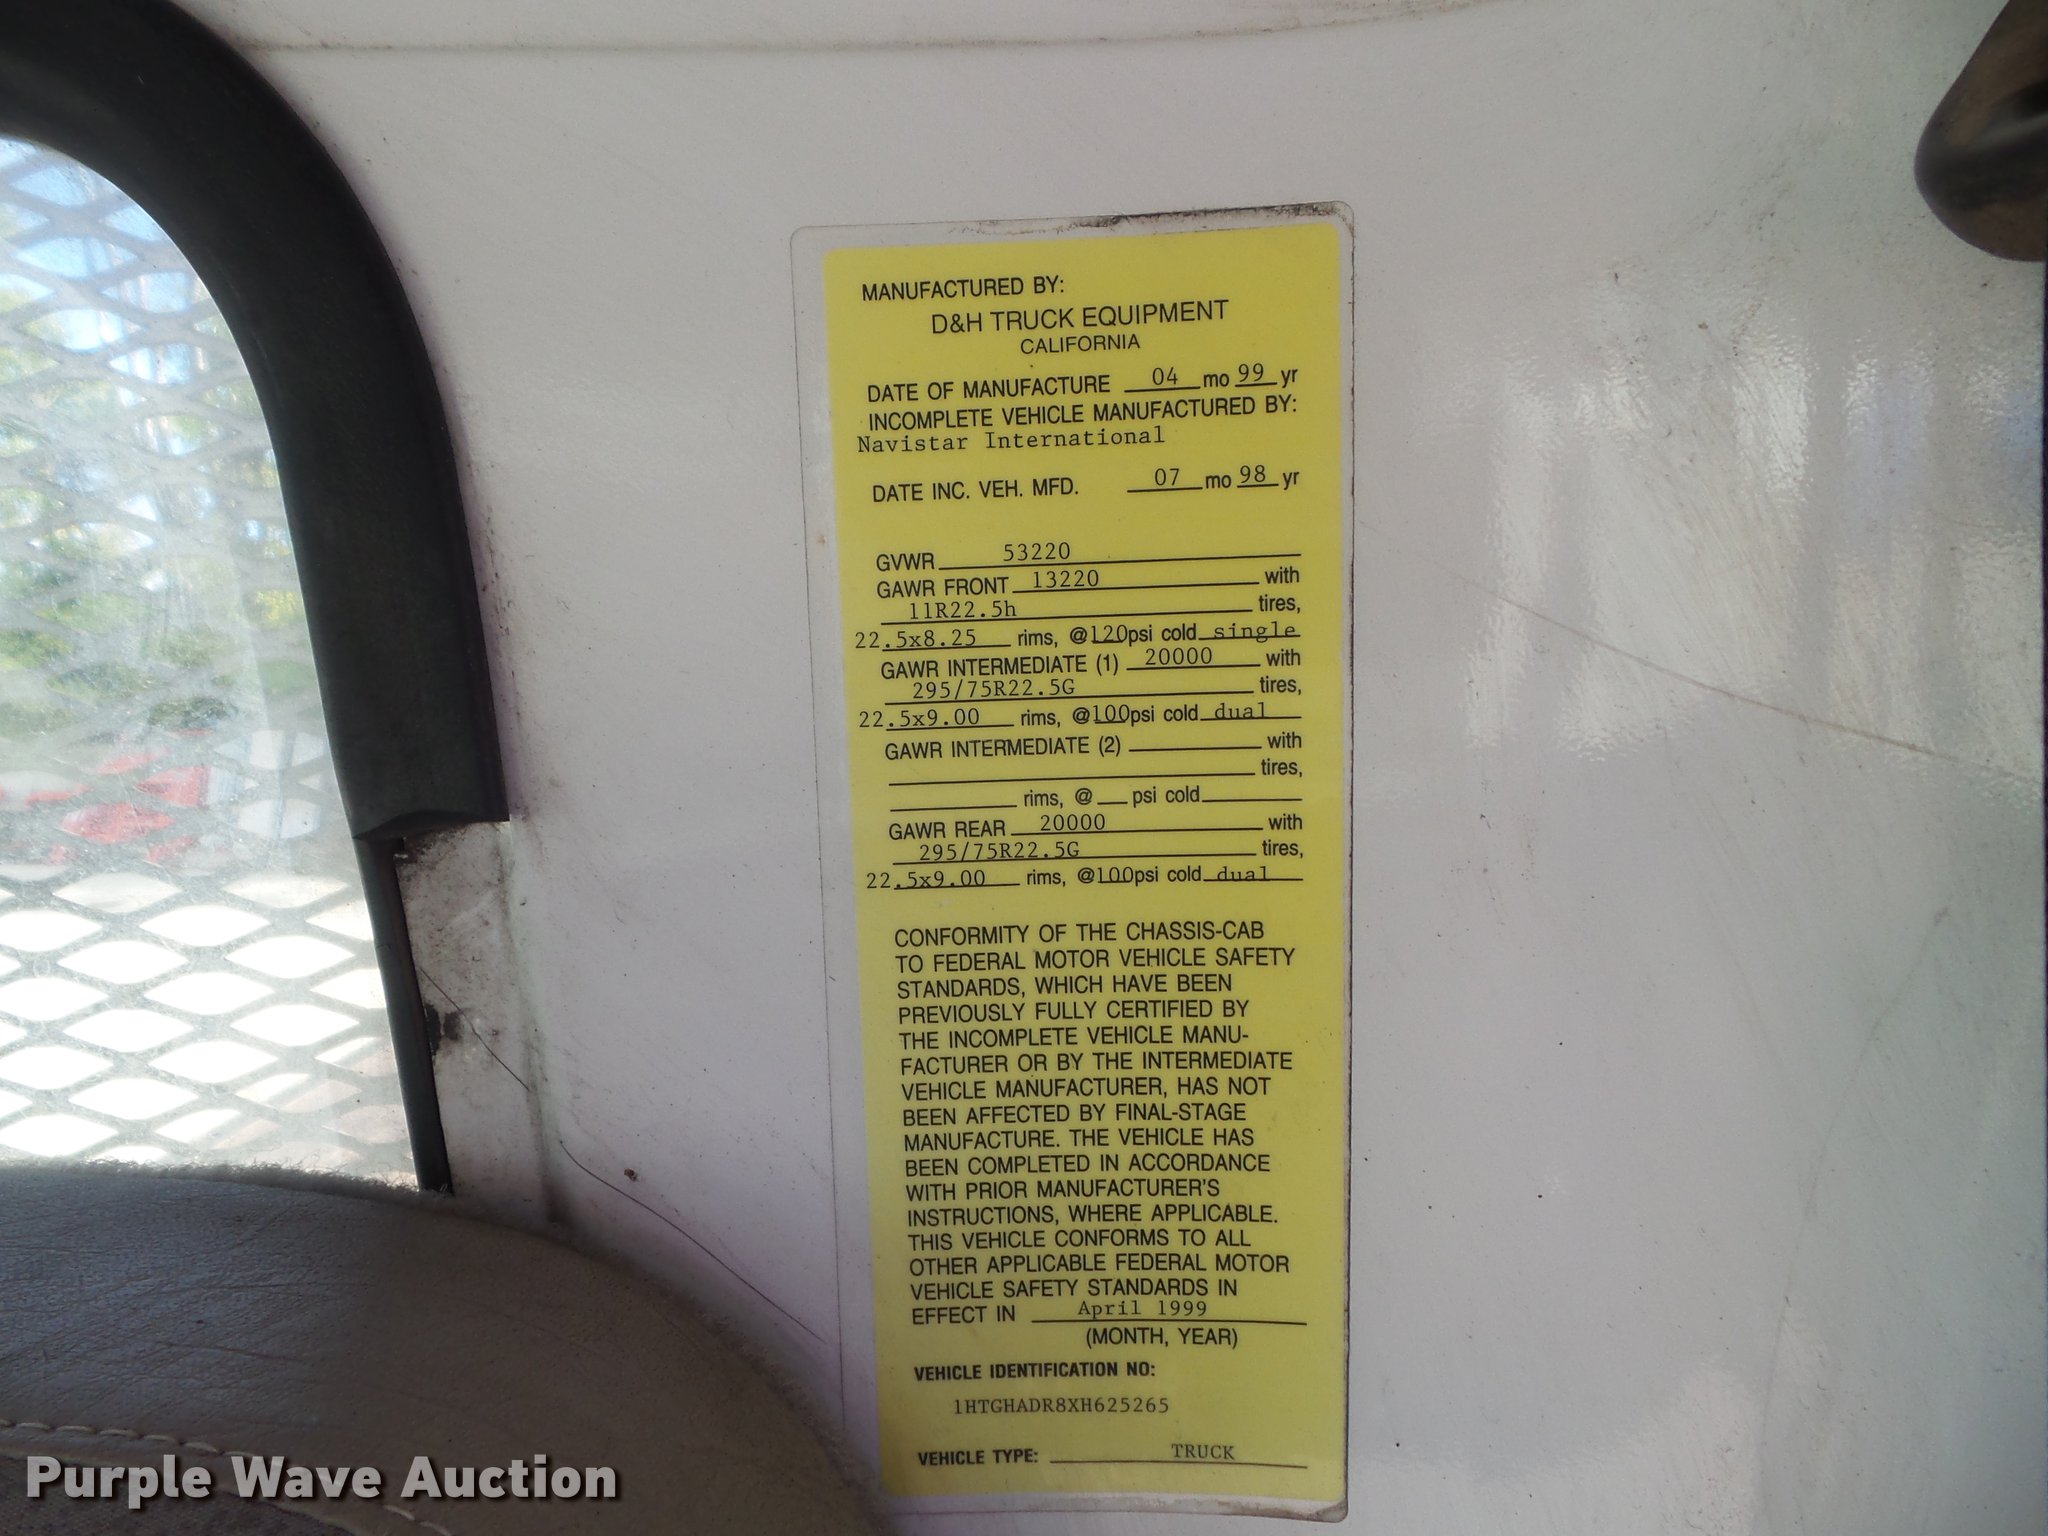 MANUFACTURED BY:
D&H TRUCK EQUIPMENT
CALIFORNIA
DATE OF MANUFACTURE 04 mo 99 yr
INCOMPLETE VEHICLE MANUFACTURED BY:
Navistar International
DATE INC. VEH. MFD. 07 mo 98 yr
GVWR 53220
GAWR FRONT 13220 with
11R22.5h tires,
22.5x8.25 rims, @120psi cold single
GAWR INTERMEDIATE (1) 20000 with
295/75R22.5G tires,
22.5x9.00 rims, @100psi cold dual
GAWR INTERMEDIATE (2) with
tires,
rims, @ psi cold
GAWR REAR 20000 with
295/75R22.5G tires,
22.5x9.00 rims, @100psi cold dual
CONFORMITY OF THE CHASSIS-CAB
TO FEDERAL MOTOR VEHICLE SAFETY
STANDARDS, WHICH HAVE BEEN
PREVIOUSLY FULLY CERTIFIED BY
THE INCOMPLETE VEHICLE MANU-
FACTURER OR BY THE INTERMEDIATE
VEHICLE MANUFACTURER, HAS NOT
BEEN AFFECTED BY FINAL-STAGE
MANUFACTURE. THE VEHICLE HAS
BEEN COMPLETED IN ACCORDANCE
WITH PRIOR MANUFACTURER'S
INSTRUCTIONS, WHERE APPLICABLE.
THIS VEHICLE CONFORMS TO ALL
OTHER APPLICABLE FEDERAL MOTOR
VEHICLE SAFETY STANDARDS IN
EFFECT IN April 1999
(MONTH, YEAR)
VEHICLE IDENTIFICATION NO:
1HTGHADR8XH625265
VEHICLE TYPE: TRUCK
Purple Wave Auction